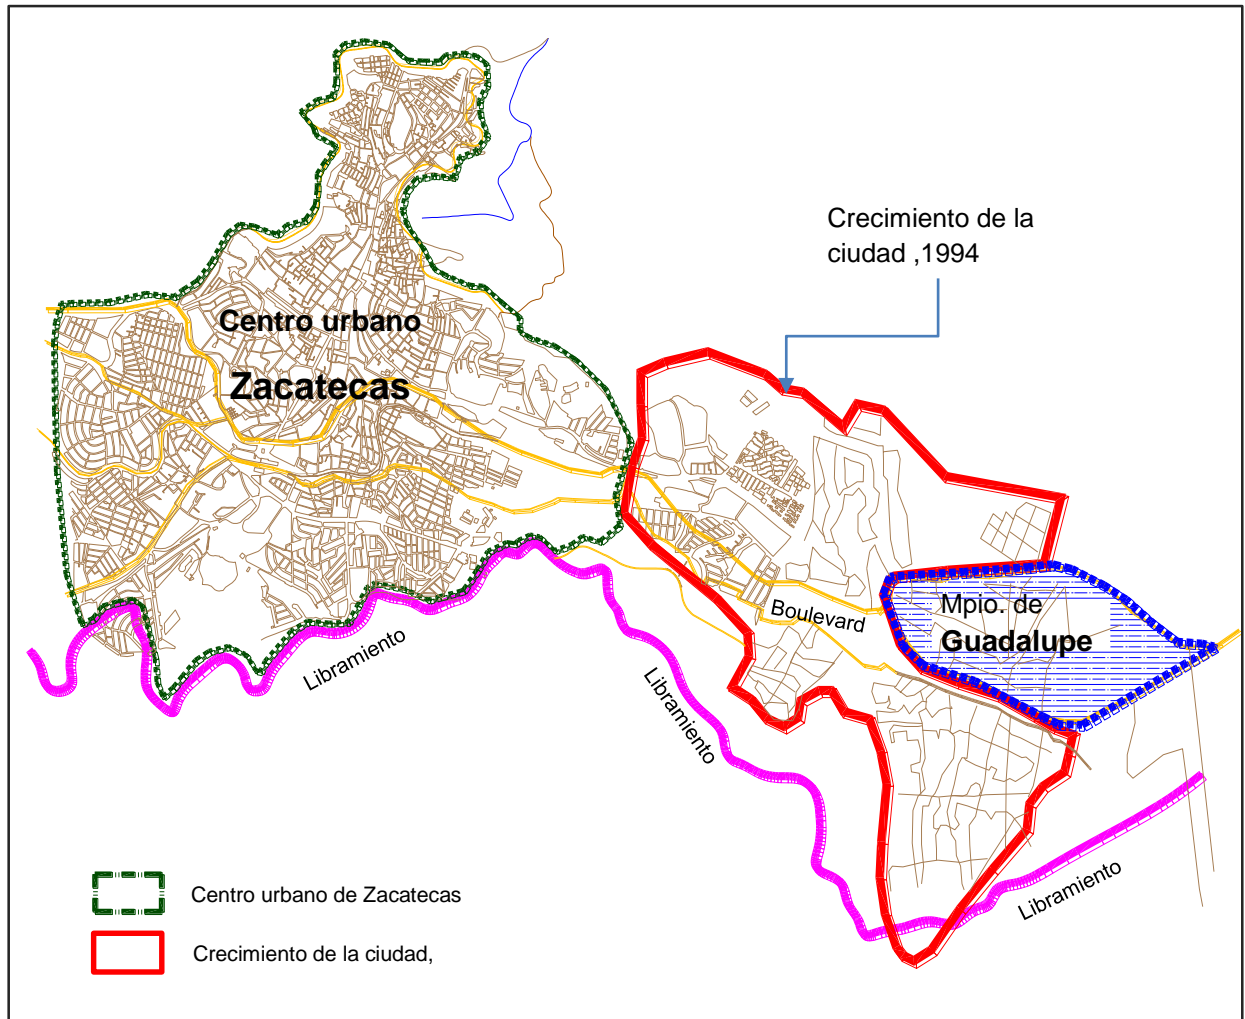 Crecimiento de la
ciudad ,1994
Centro urbano
Zacatecas
Mpio. de
Guadalupe
Boulevard
Libramiento
Libramiento
Libramiento
Centro urbano de Zacatecas
Crecimiento de la ciudad,